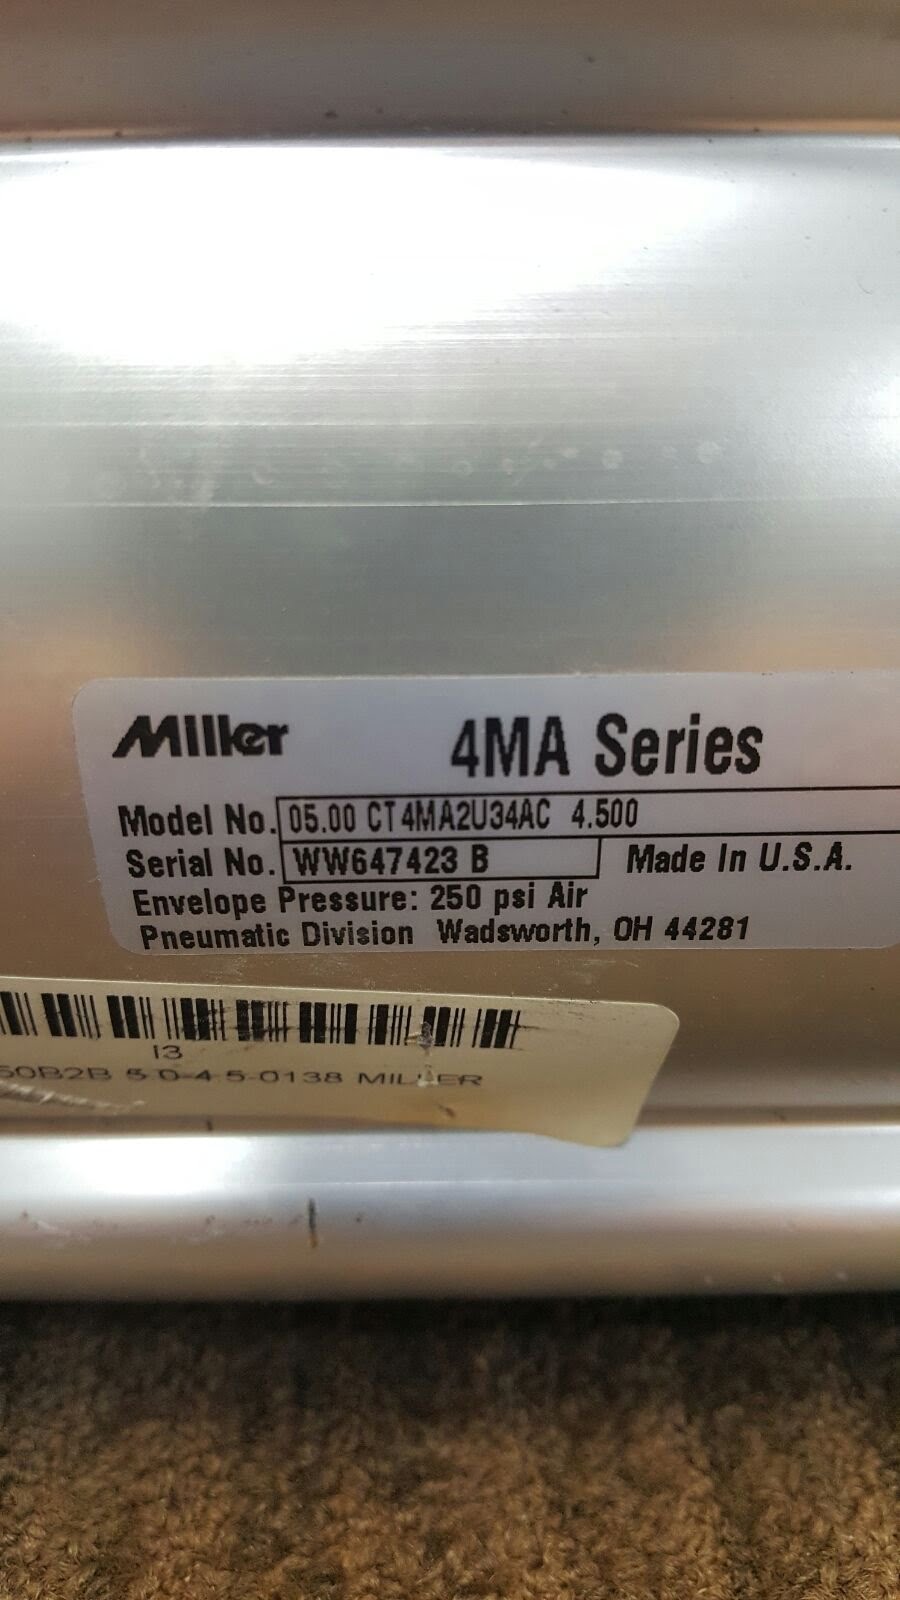 Miller 4MA Series
Model No. 05.00 CT4MA2U34AC 4.500
Serial No. WW647423 B Made In U.S.A.
Envelope Pressure: 250 psi Air
Pneumatic Division Wadsworth, OH 44281
13
50B2B 5-0-4-5-0138 MILLER